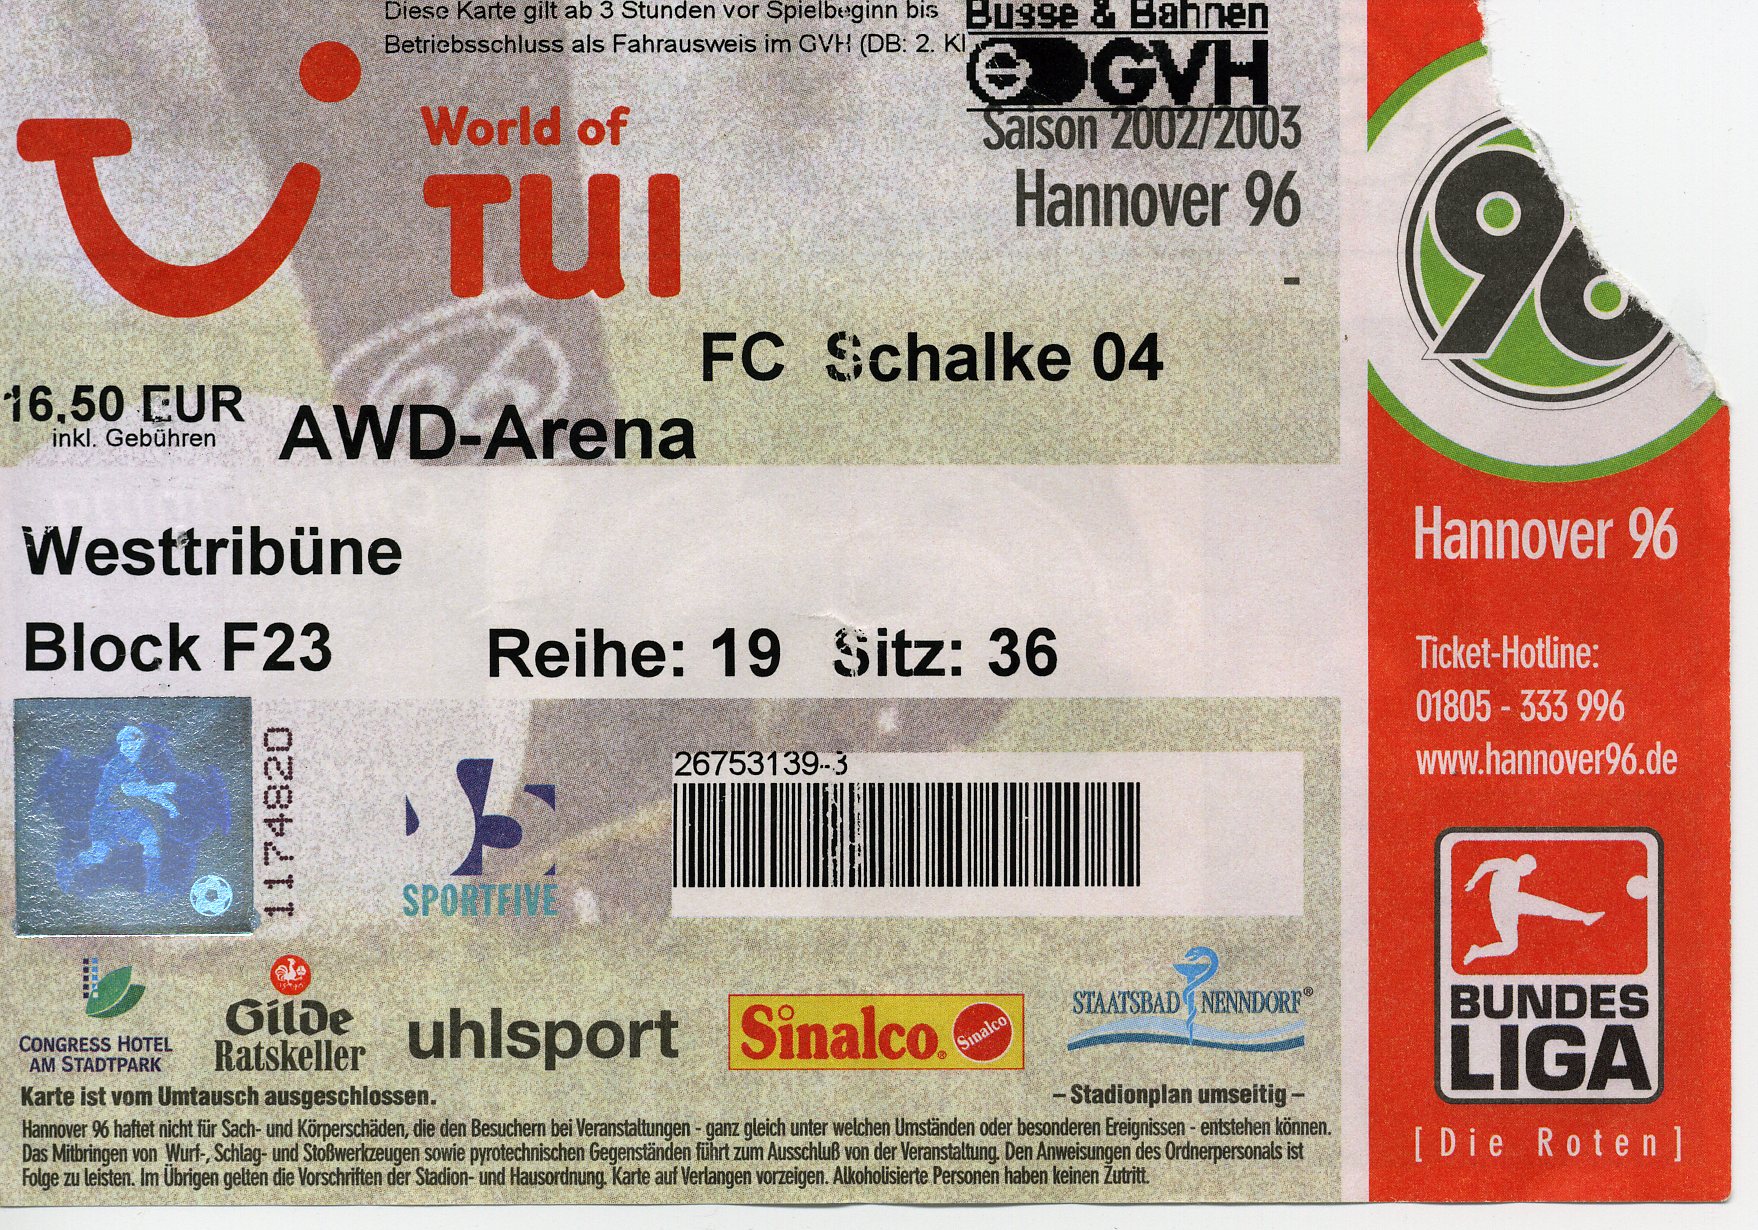 Diese Karte gilt ab 3 Stunden vor Spielbeginn bis
Betriebsschluss als Fahrausweis im GVH (DB: 2. Kl
Busse & Bahnen
GVH
World of
TUI
Saison 2002/2003
Hannover 96
-
FC Schalke 04
16,50 EUR
inkl. Gebühren
AWD-Arena
Westtribüne
Block F23
Reihe: 19 Sitz: 36
1174820
SPORTFIVE
26753139-3
CONGRESS HOTEL
AM STADTPARK
Gilde
Ratskeller
uhlsport
Sinalco
Sinalco
STAATSBAD NENNDORF®
Karte ist vom Umtausch ausgeschlossen.
– Stadionplan umseitig –
Hannover 96 haftet nicht für Sach- und Körperschäden, die den Besuchern bei Veranstaltungen - ganz gleich unter welchen Umständen oder besonderen Ereignissen - entstehen können.
Das Mitbringen von Wurf-, Schlag- und Stoßwerkzeugen sowie pyrotechnischen Gegenständen führt zum Ausschluß von der Veranstaltung. Den Anweisungen des Ordnerpersonals ist
Folge zu leisten. Im Übrigen gelten die Vorschriften der Stadion- und Hausordnung. Karte auf Verlangen vorzeigen. Alkoholisierte Personen haben keinen Zutritt.
96
Hannover 96
Ticket-Hotline:
01805 - 333 996
www.hannover96.de
BUNDES
LIGA
[ Die Roten ]